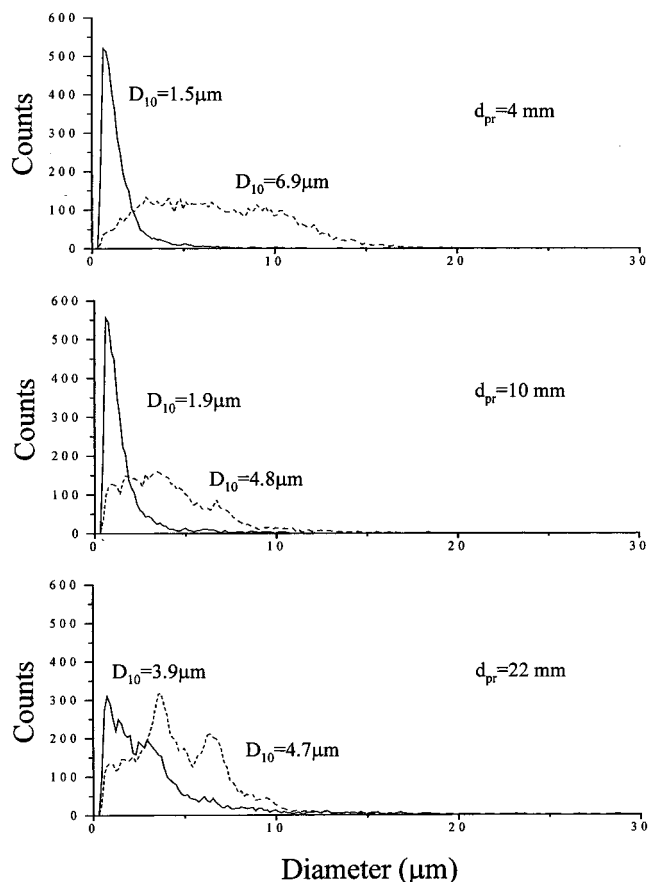 600
500
400
300
200
100
0
Counts
D10=1.5μm
dpr=4 mm
D10=6.9μm
0 10 20 30
600
500
400
300
200
100
0
Counts
D10=1.9μm
dpr=10 mm
D10=4.8μm
0 10 20 30
600
500
400
300
200
100
0
Counts
D10=3.9μm
dpr=22 mm
D10=4.7μm
0 10 20 30
Diameter (μm)